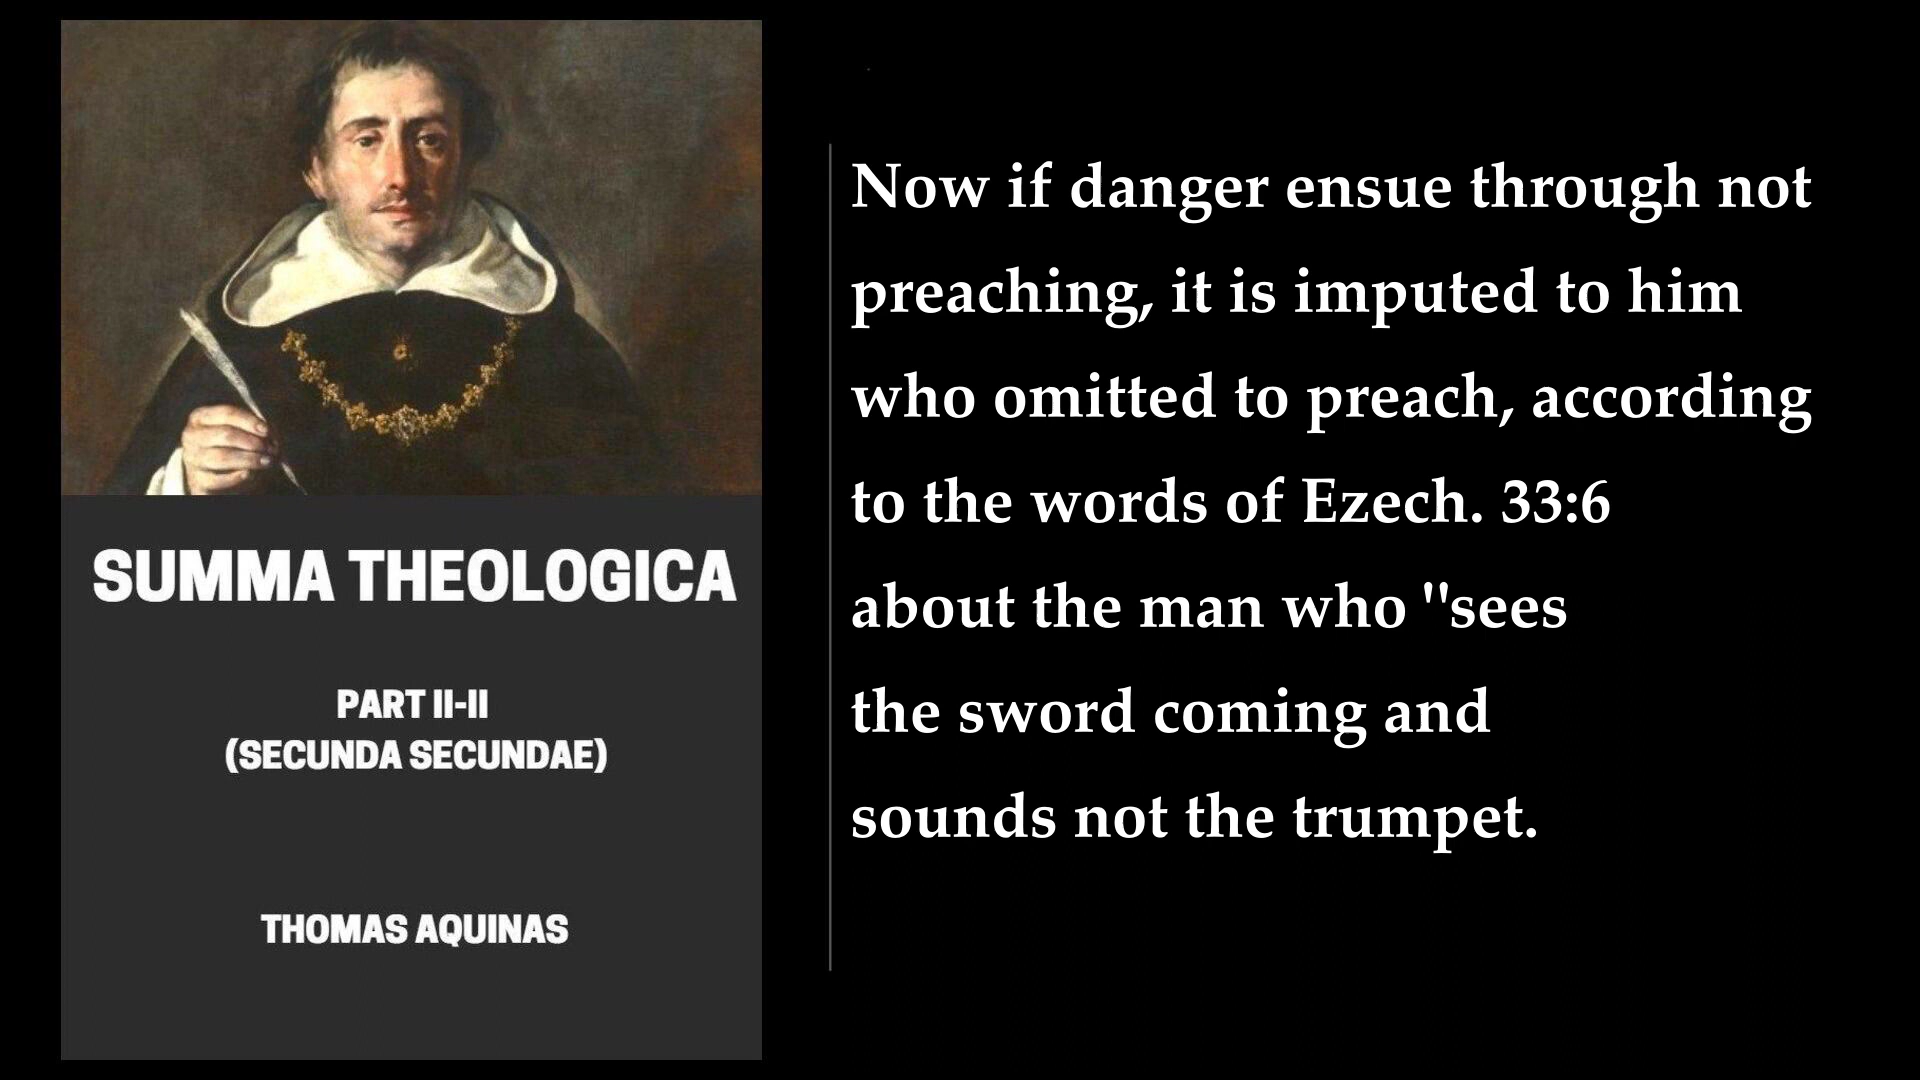 SUMMA THEOLOGICA
PART II-II
(SECUNDA SECUNDAE)
THOMAS AQUINAS
Now if danger ensue through not
preaching, it is imputed to him
who omitted to preach, according
to the words of Ezech. 33:6
about the man who "sees
the sword coming and
sounds not the trumpet.